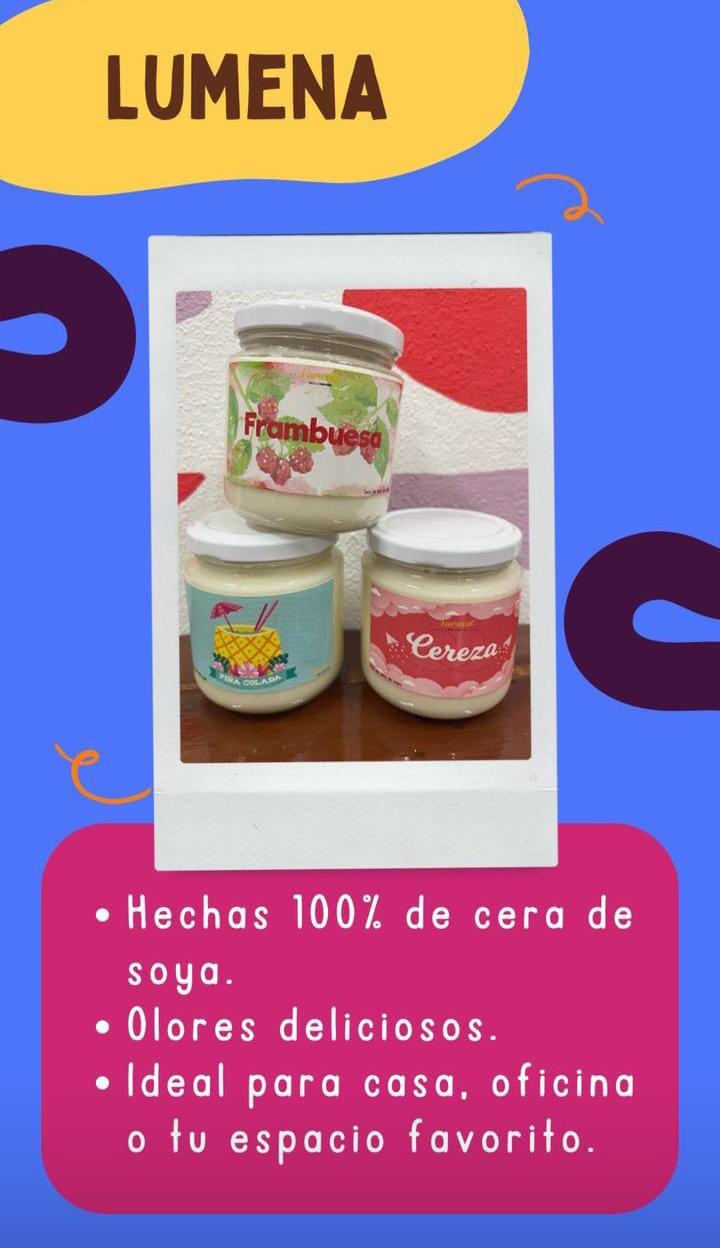 LUMENA
Frambuesa
PIÑA COLADA
Cereza
• Hechas 100% de cera de
soya.
• Olores deliciosos.
• Ideal para casa, oficina
o tu espacio favorito.